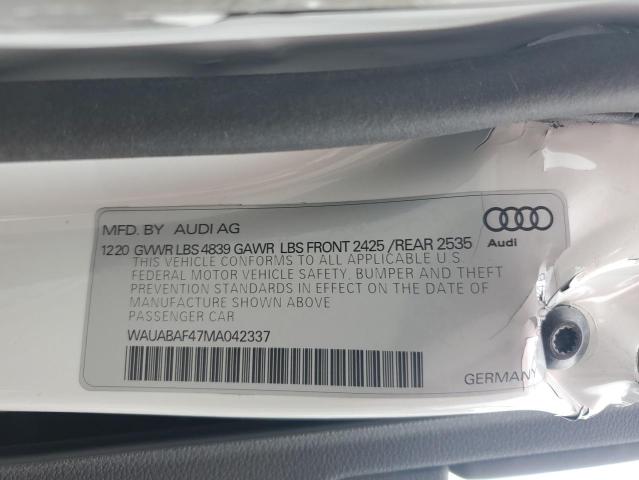 MFD. BY AUDI AG
1220 GVWR LBS 4839 GAWR LBS FRONT 2425 /REAR 2535
Audi
THIS VEHICLE CONFORMS TO ALL APPLICABLE U S
FEDERAL MOTOR VEHICLE SAFETY, BUMPER AND THEFT
PREVENTION STANDARDS IN EFFECT ON THE DATE OF
MANUFACTURE SHOWN ABOVE
PASSENGER CAR
WAUABAF47MA042337
GERMANY